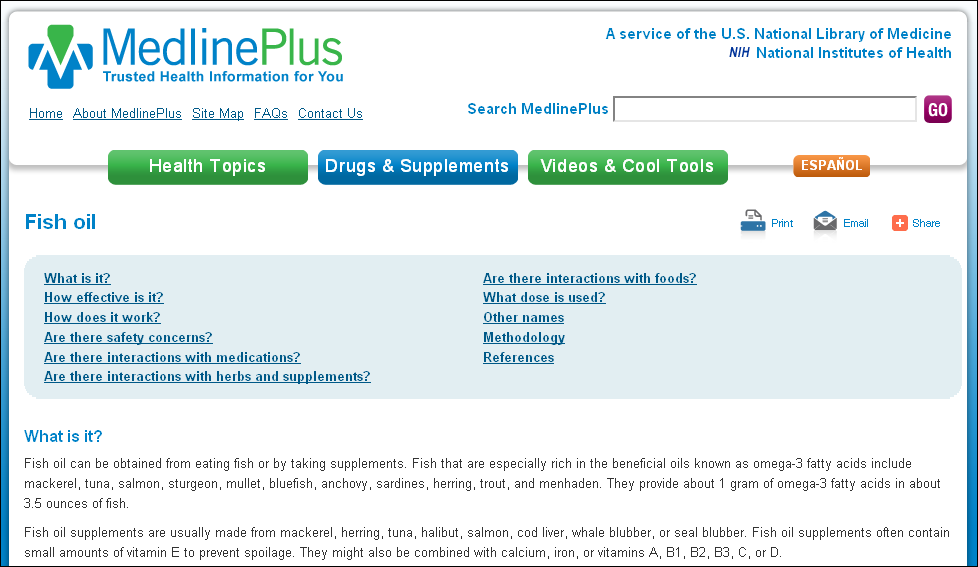 MedlinePlus
Trusted Health Information for You
A service of the U.S. National Library of Medicine
NIH National Institutes of Health
Home About MedlinePlus Site Map FAQs Contact Us
Search MedlinePlus GO
Health Topics Drugs & Supplements Videos & Cool Tools ESPAÑOL
Fish oil
Print Email Share
What is it?
How effective is it?
How does it work?
Are there safety concerns?
Are there interactions with medications?
Are there interactions with herbs and supplements?
Are there interactions with foods?
What dose is used?
Other names
Methodology
References
What is it?
Fish oil can be obtained from eating fish or by taking supplements. Fish that are especially rich in the beneficial oils known as omega-3 fatty acids include
mackerel, tuna, salmon, sturgeon, mullet, bluefish, anchovy, sardines, herring, trout, and menhaden. They provide about 1 gram of omega-3 fatty acids in about
3.5 ounces of fish.
Fish oil supplements are usually made from mackerel, herring, tuna, halibut, salmon, cod liver, whale blubber, or seal blubber. Fish oil supplements often contain
small amounts of vitamin E to prevent spoilage. They might also be combined with calcium, iron, or vitamins A, B1, B2, B3, C, or D.